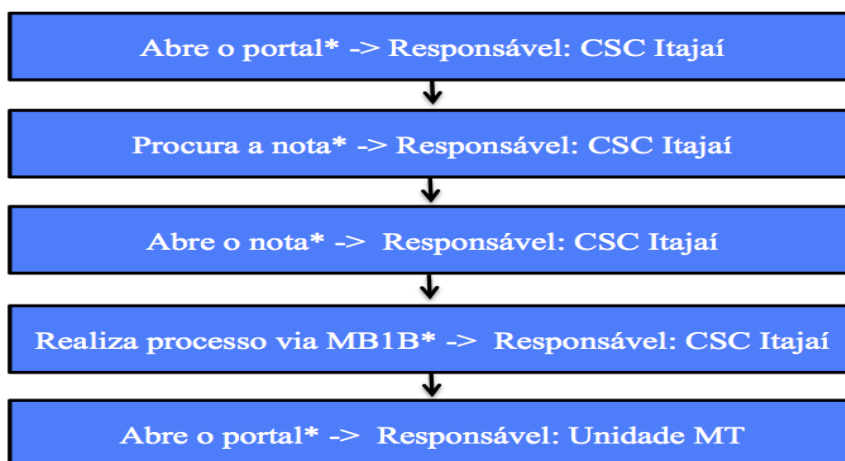 Abre o portal* -> Responsável: CSC Itajaí
Procura a nota* -> Responsável: CSC Itajaí
Abre o nota* -> Responsável: CSC Itajaí
Realiza processo via MB1B* -> Responsável: CSC Itajaí
Abre o portal* -> Responsável: Unidade MT